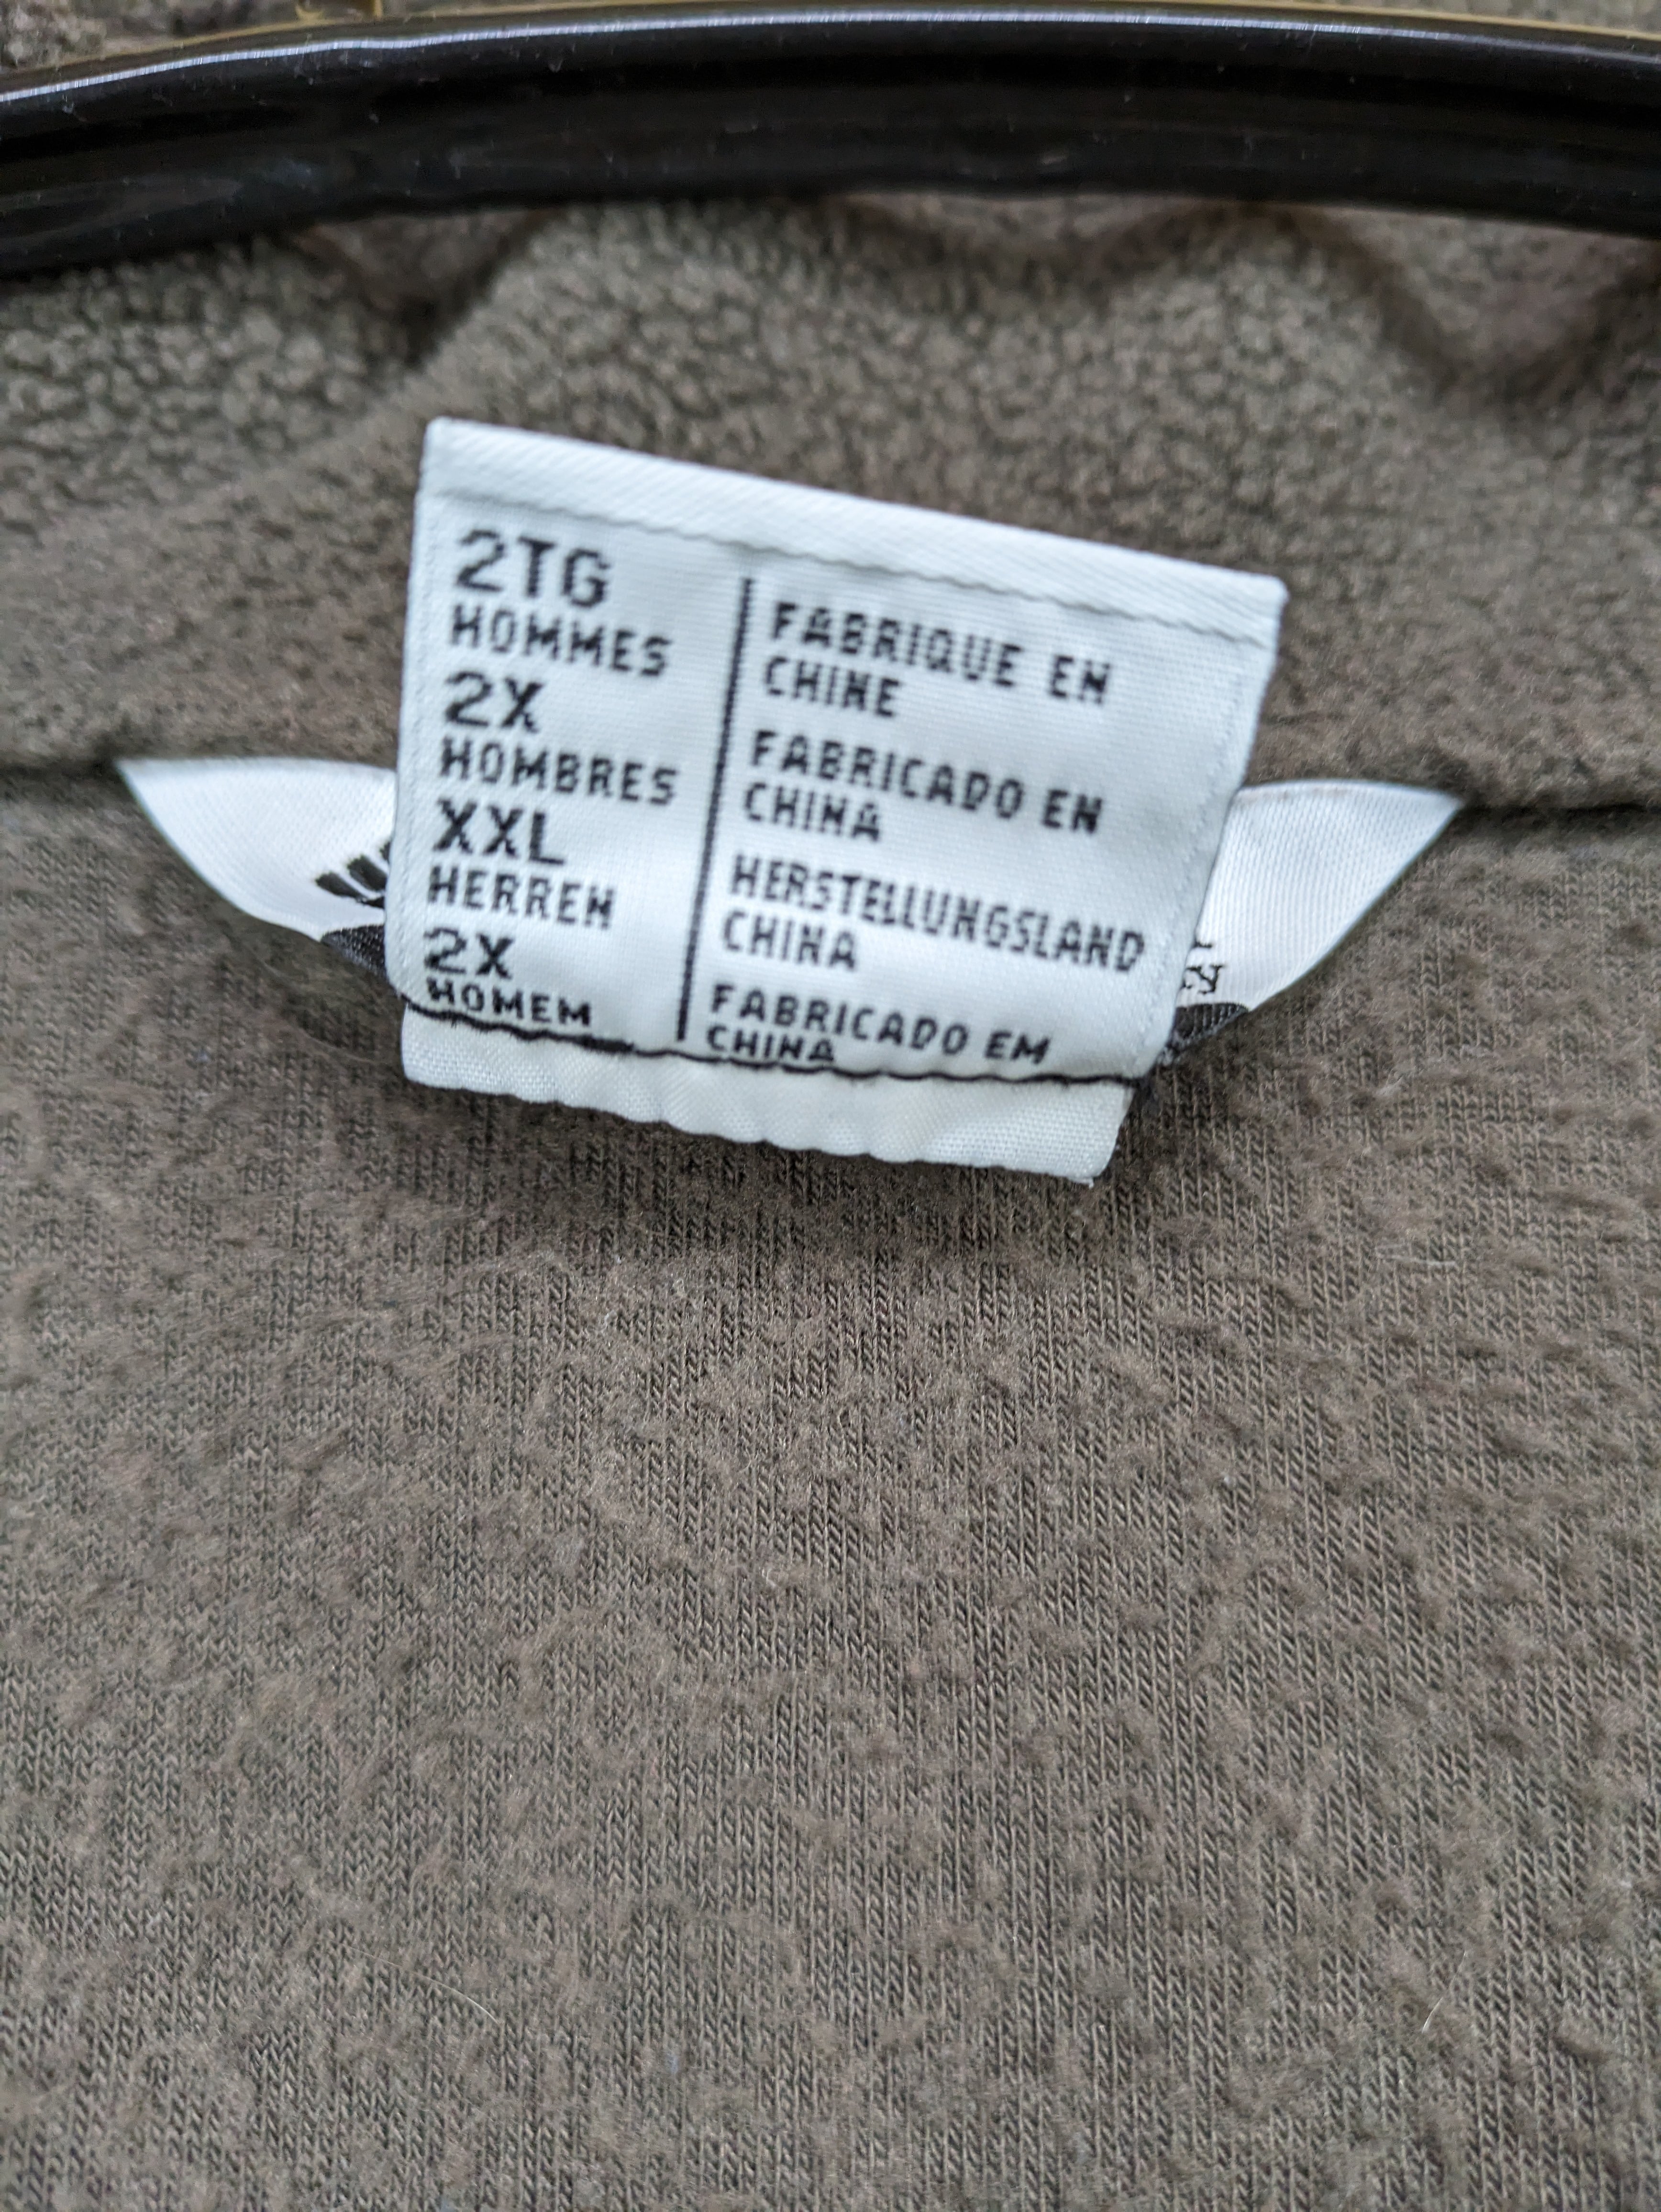 2TG
HOMMES
2X
HOMBRES
XXL
HERREN
2X
HOMEM
FABRIQUE EN
CHINE
FABRICADO EN
CHINA
HERSTELLUNGSLAND
CHINA
FABRICADO EM
CHINA